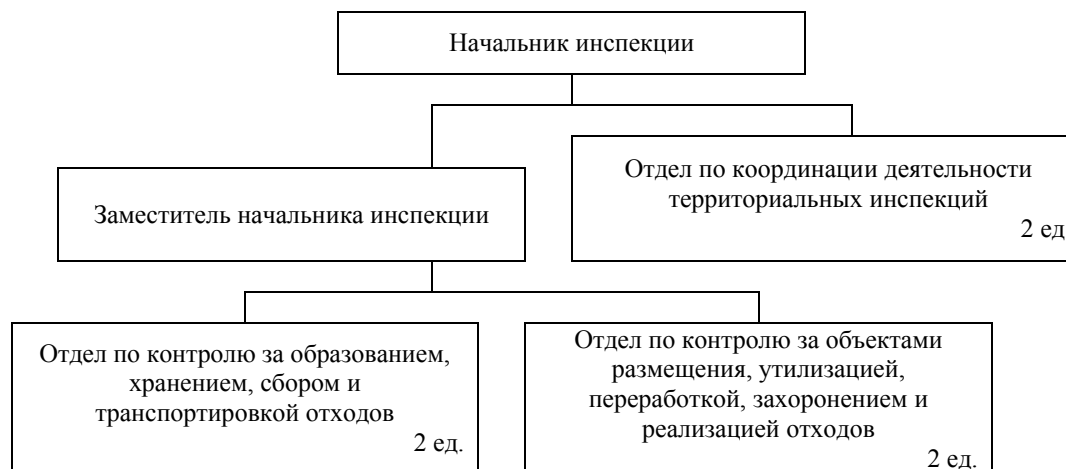 Начальник инспекции
Отдел по координации деятельности
территориальных инспекций
2 ед
Заместитель начальника инспекции
Отдел по контролю за образованием,
хранением, сбором и
транспортировкой отходов
2 ед.
Отдел по контролю за объектами
размещения, утилизацией,
переработкой, захоронением и
реализацией отходов
2 ед.